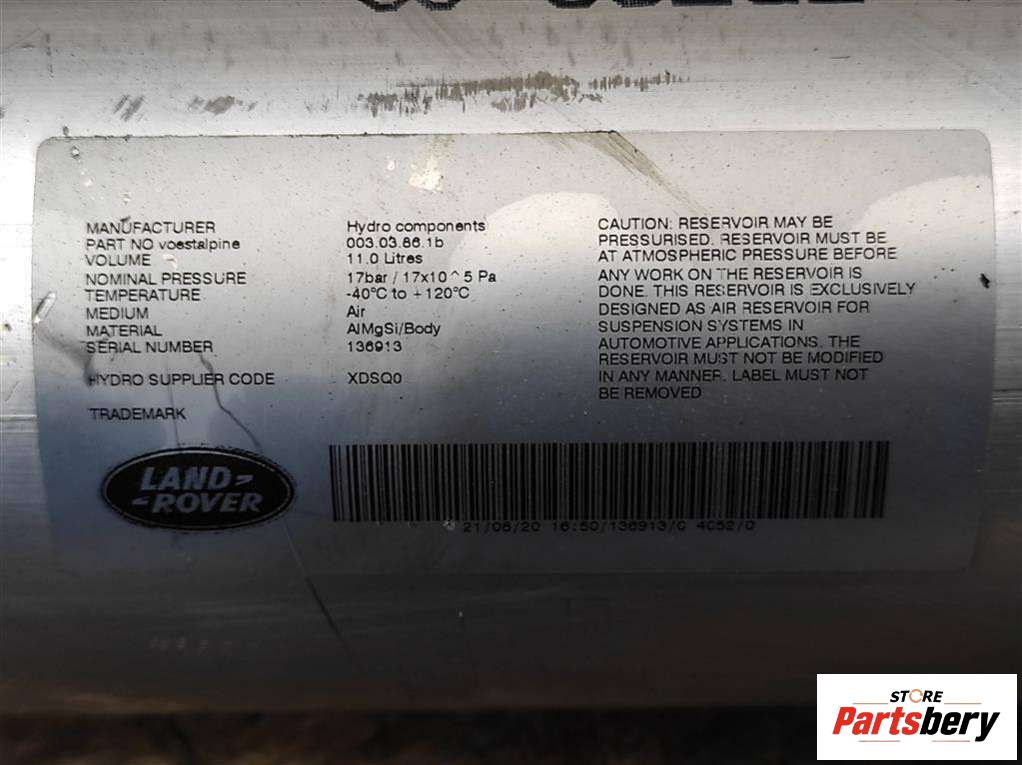 MANUFACTURER Hydro components
PART NO voestalpine 003.03.86.1b
VOLUME 11.0 Litres
NOMINAL PRESSURE 17bar / 17x10^5 Pa
TEMPERATURE -40°C to +120°C
MEDIUM Air
MATERIAL AlMgSi/Body
SERIAL NUMBER 136913
HYDRO SUPPLIER CODE XDSQ0
TRADEMARK
LAND
ROVER
CAUTION: RESERVOIR MAY BE
PRESSURISED. RESERVOIR MUST BE
AT ATMOSPHERIC PRESSURE BEFORE
ANY WORK ON THE RESERVOIR IS
DONE. THIS RESERVOIR IS EXCLUSIVELY
DESIGNED AS AIR RESERVOIR FOR
SUSPENSION SYSTEMS IN
AUTOMOTIVE APPLICATIONS. THE
RESERVOIR MUST NOT BE MODIFIED
IN ANY MANNER. LABEL MUST NOT
BE REMOVED
16:50/136913/0 4052/0
STORE
Partsbery